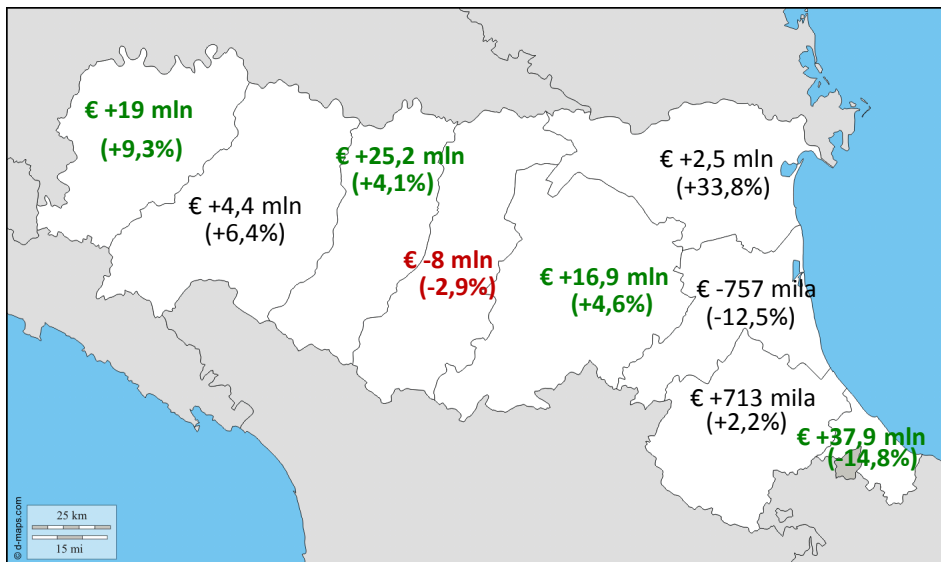 € +19 mln
(+9,3%)
€ +4,4 mln
(+6,4%)
€ +25,2 mln
(+4,1%)
€ -8 mln
(-2,9%)
€ +16,9 mln
(+4,6%)
€ +2,5 mln
(+33,8%)
€ -757 mila
(-12,5%)
€ +713 mila
(+2,2%)
€ +37,9 mln
(-14,8%)
25 km
15 mi
© d-maps.com